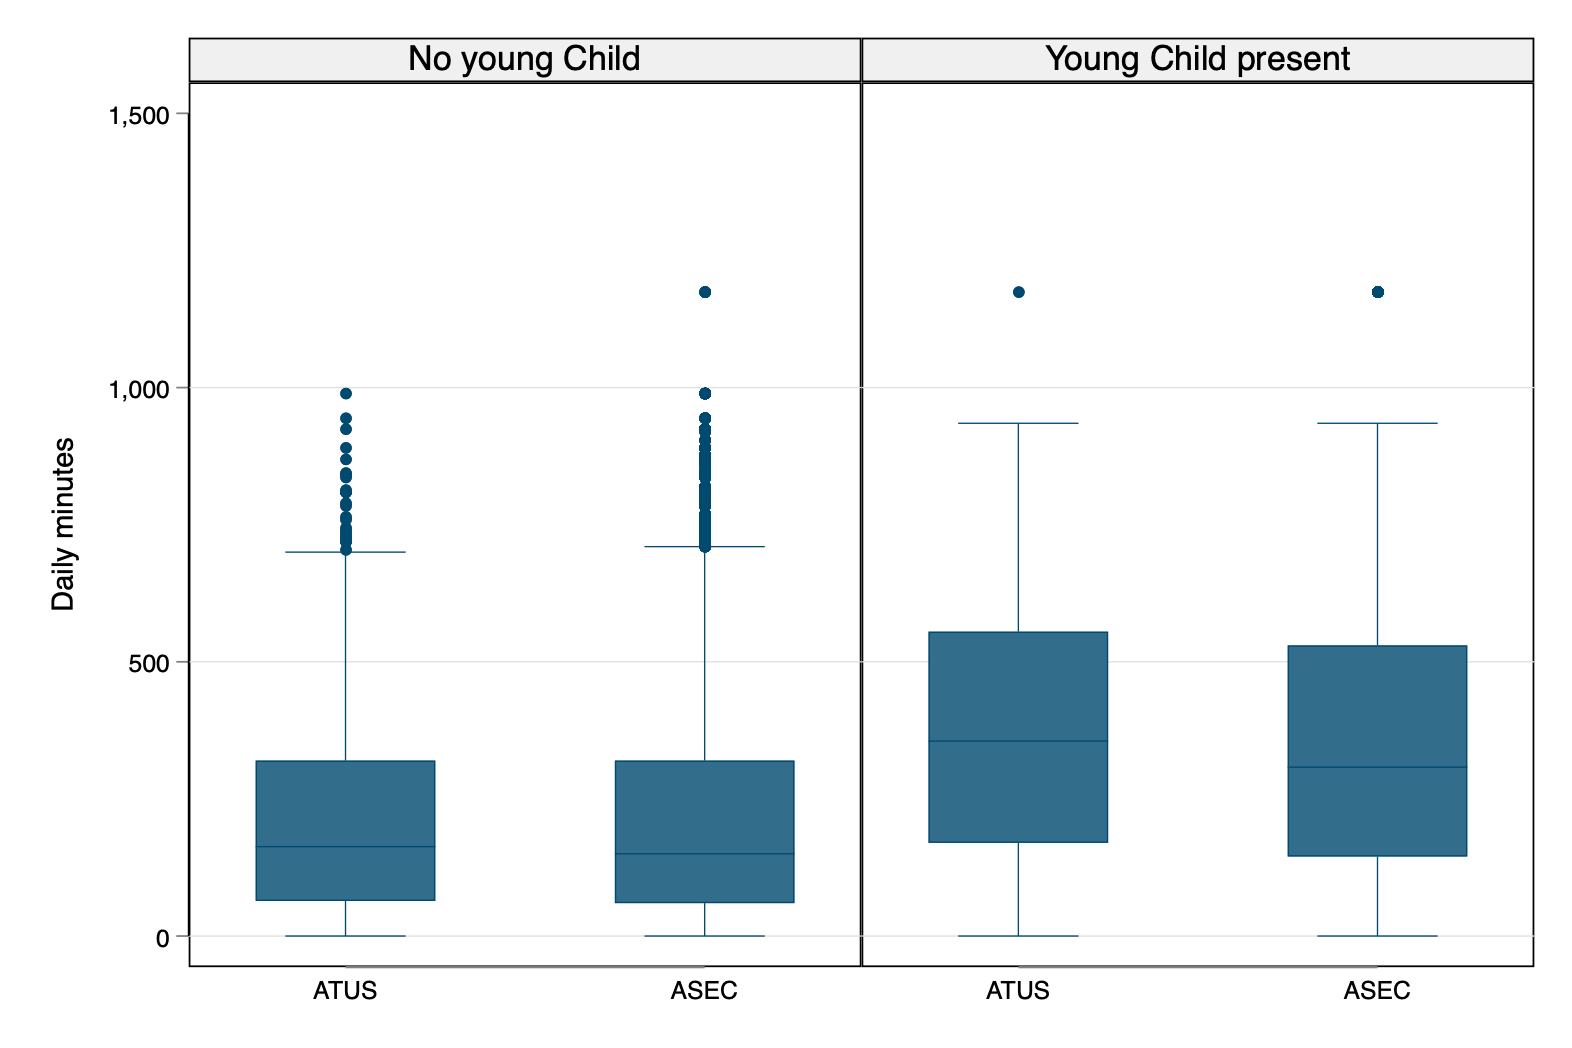 No young Child
Young Child present
1,500
1,000
500
0
Daily minutes
ATUS
ASEC
ATUS
ASEC